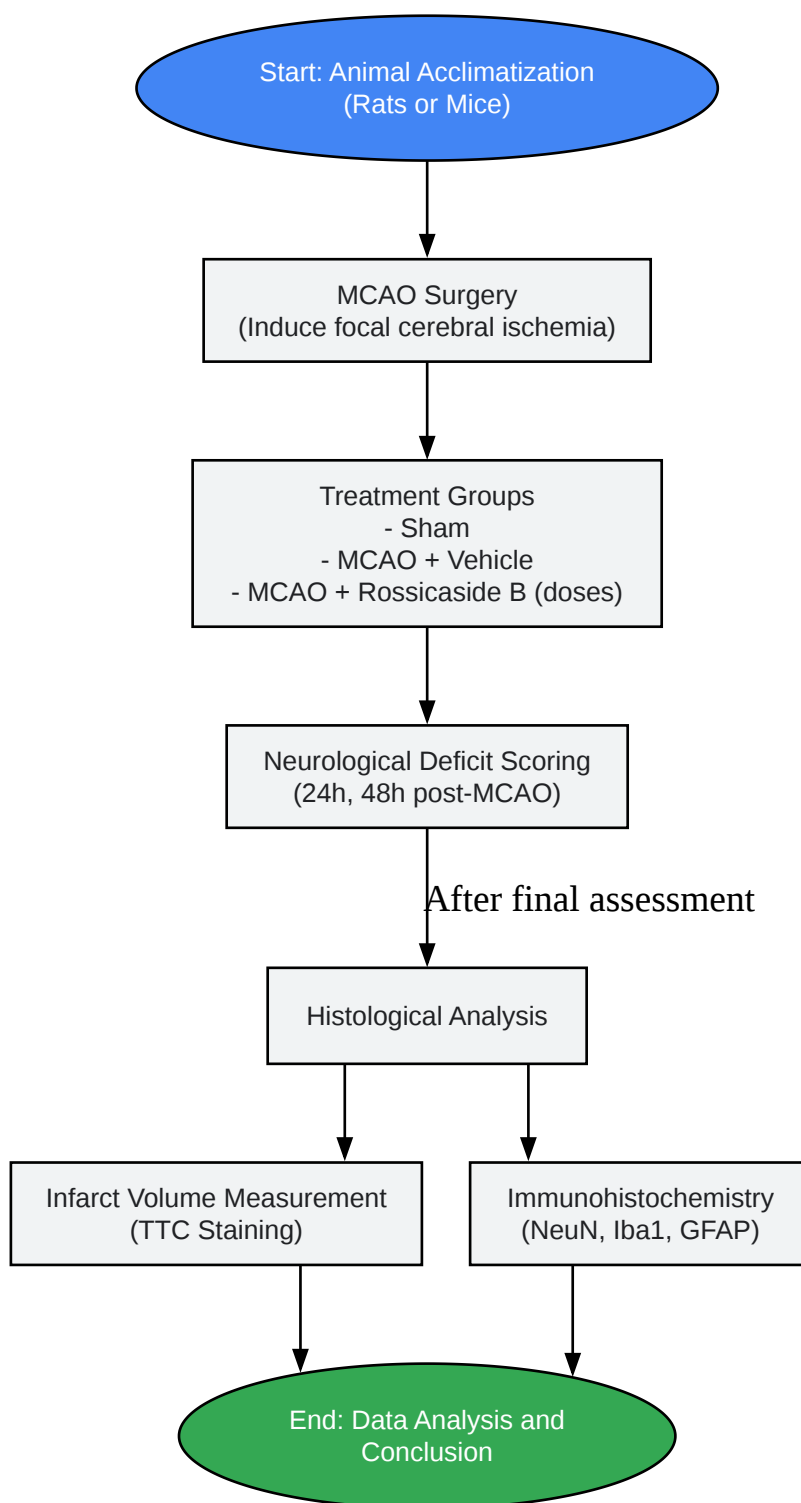 Start: Animal Acclimatization
(Rats or Mice)
MCAO Surgery
(Induce focal cerebral ischemia)
Treatment Groups
- Sham
- MCAO + Vehicle
- MCAO + Rossicaside B (doses)
Neurological Deficit Scoring
(24h, 48h post-MCAO)
After final assessment
Histological Analysis
Infarct Volume Measurement
(TTC Staining)
Immunohistochemistry
(NeuN, Iba1, GFAP)
End: Data Analysis and
Conclusion